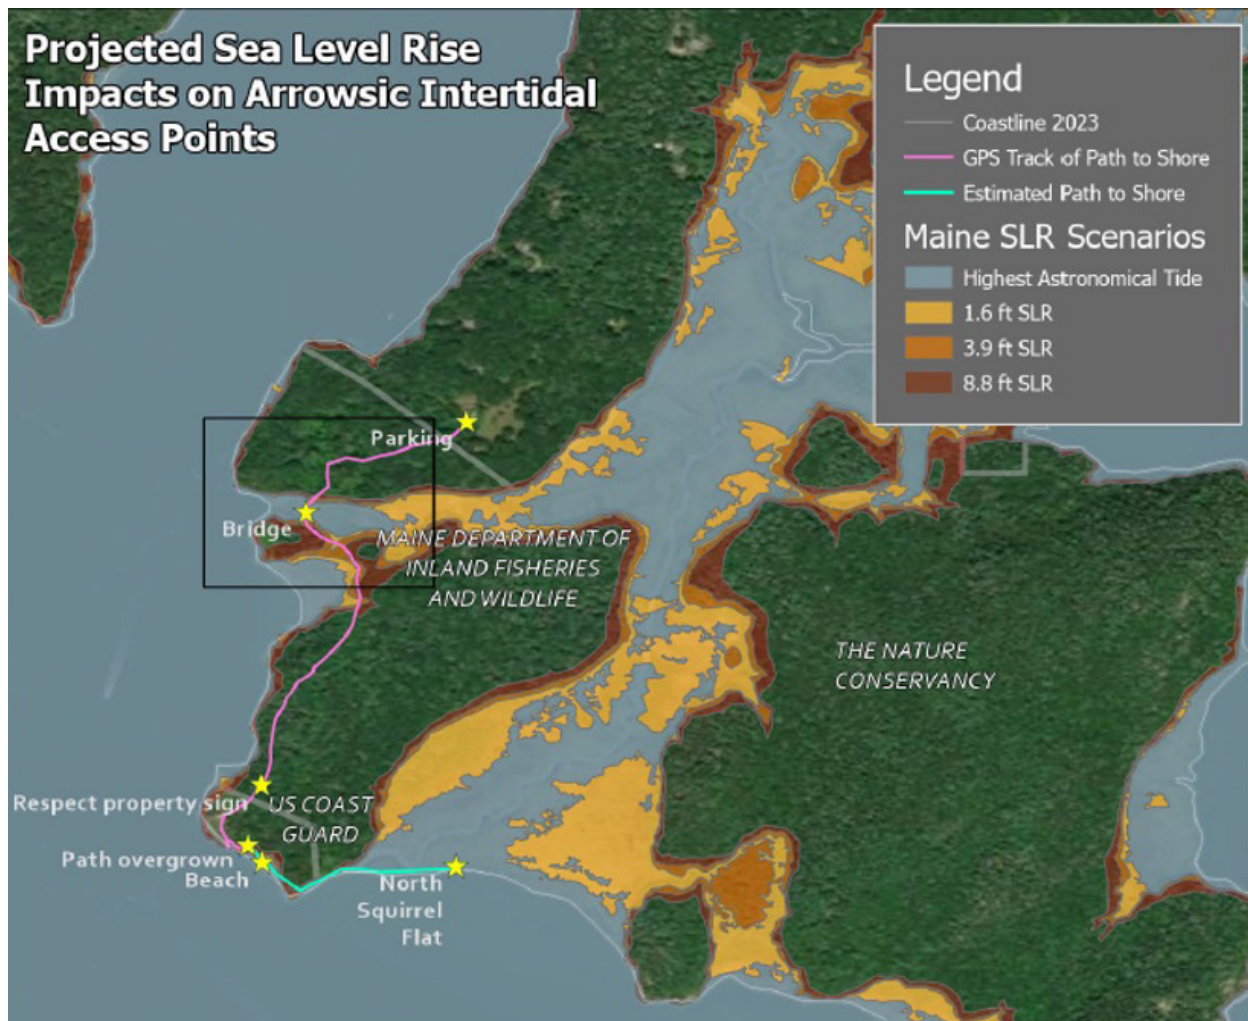 Projected Sea Level Rise
Impacts on Arrowsic Intertidal
Access Points
Legend
Coastline 2023
GPS Track of Path to Shore
Estimated Path to Shore
Maine SLR Scenarios
Highest Astronomical Tide
1.6 ft SLR
3.9 ft SLR
8.8 ft SLR
Parking
Bridge
MAINE DEPARTMENT OF
INLAND FISHERIES
AND WILDLIFE
THE NATURE
CONSERVANCY
Respect property sign
US COAST
GUARD
Path overgrown
Beach
North
Squirrel
Flat